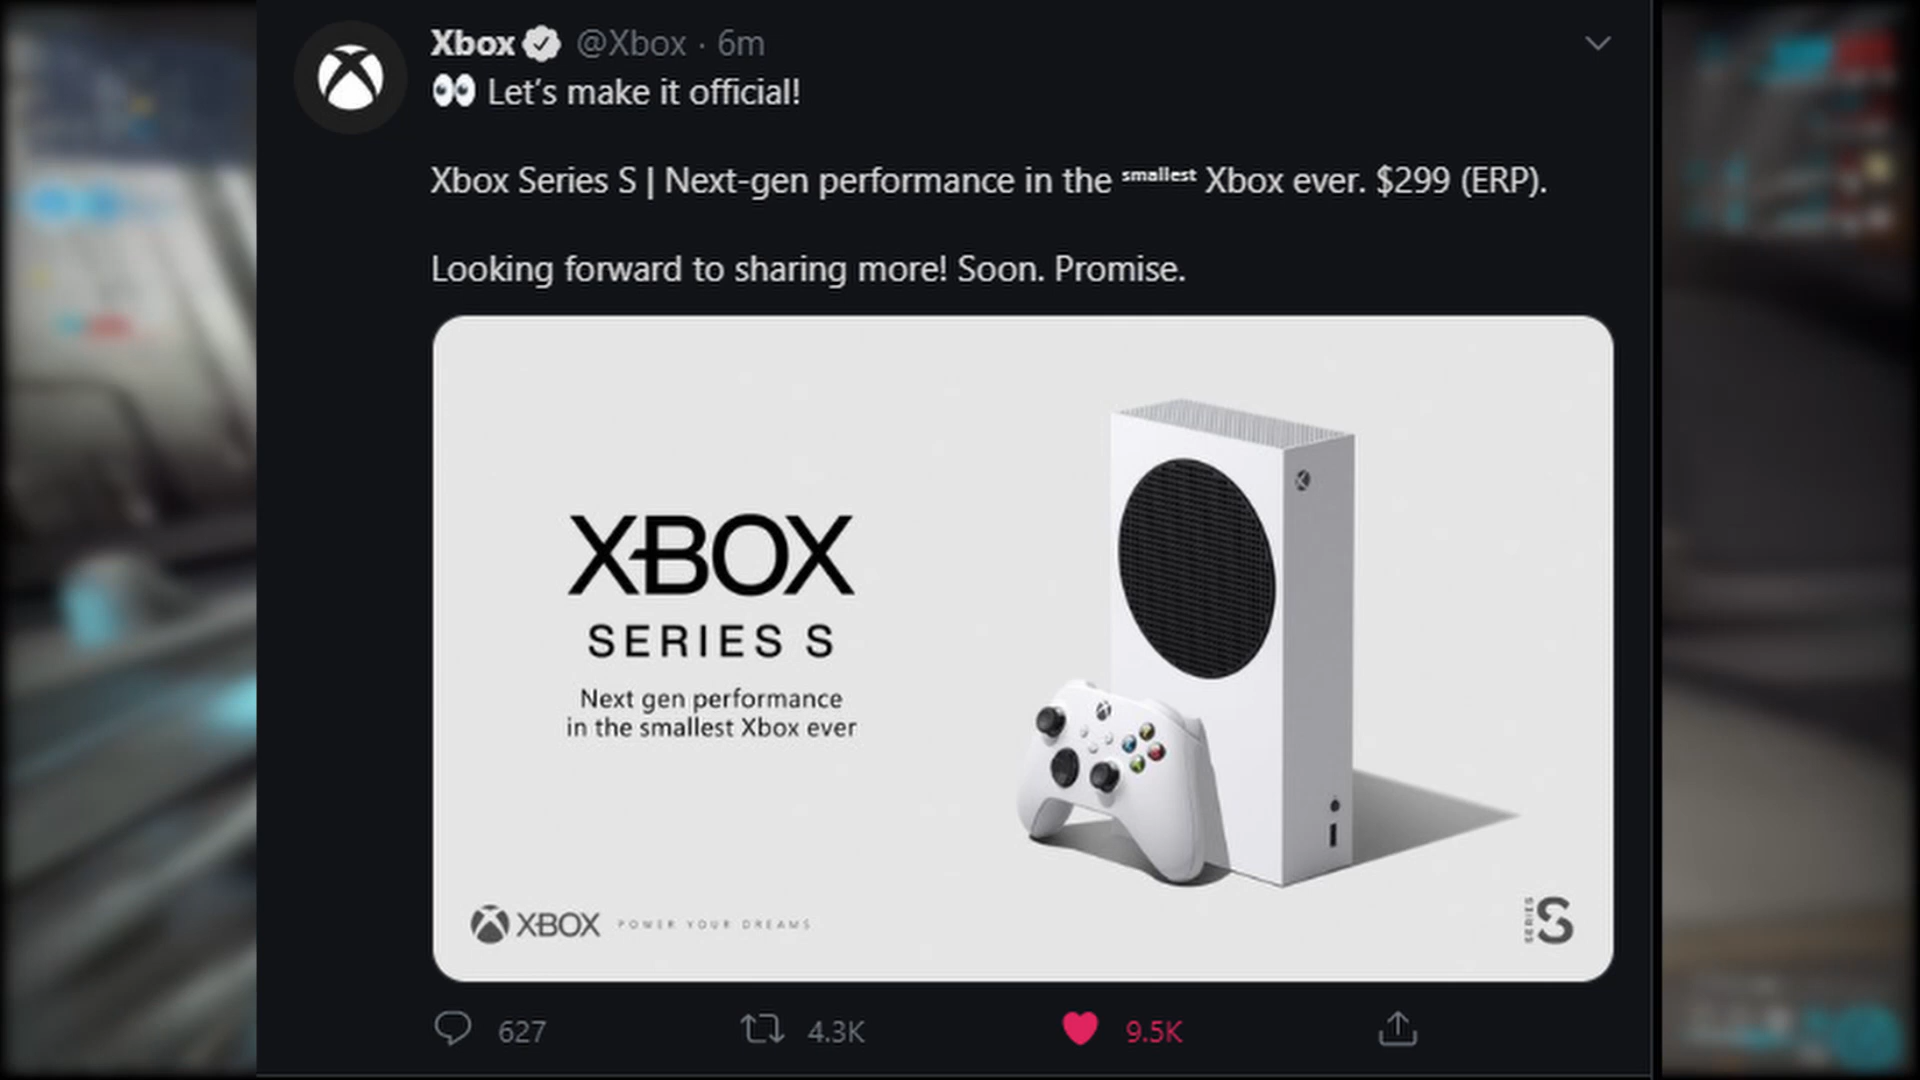 Xbox @Xbox · 6m
👀 Let's make it official!
Xbox Series S | Next-gen performance in the ˢᵐᵃˡˡᵉˢᵗ Xbox ever. $299 (ERP).
Looking forward to sharing more! Soon. Promise.
XBOX
SERIES S
Next gen performance
in the smallest Xbox ever
XBOX POWER YOUR DREAMS
SERIES S
627 4.3K 9.5K